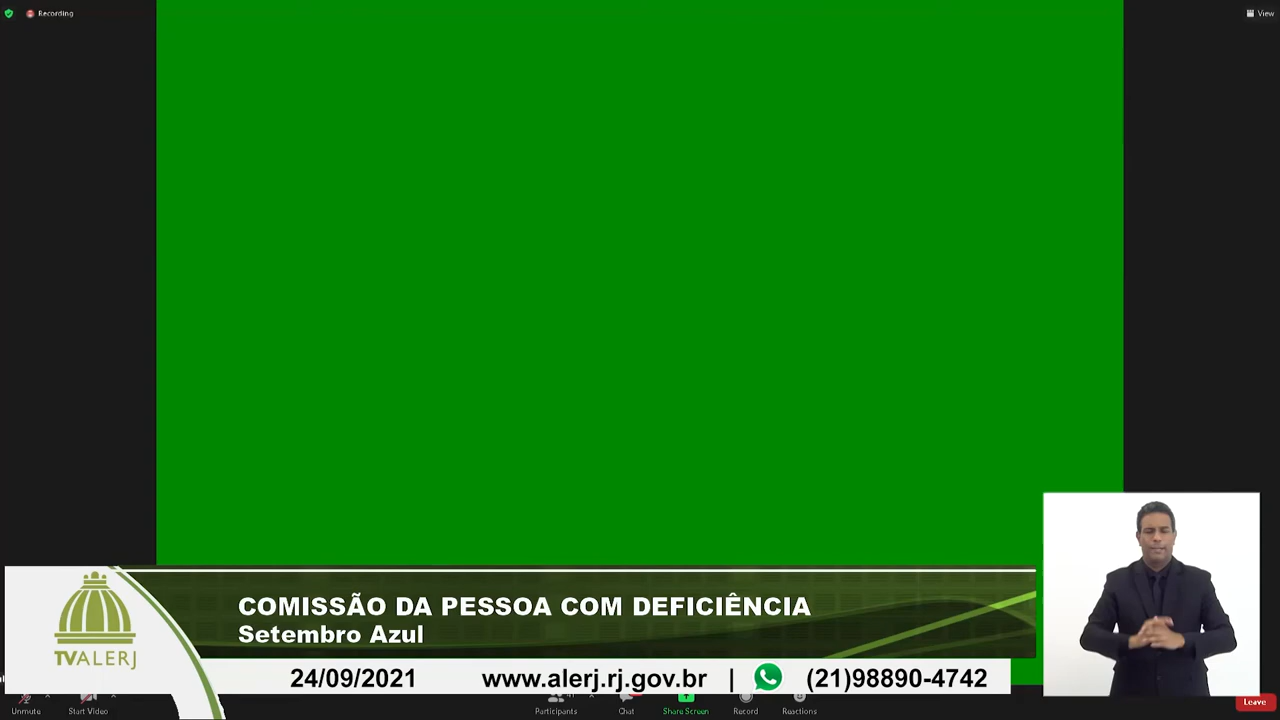 Recording
View
COMISSÃO DA PESSOA COM DEFICIÊNCIA
Setembro Azul
TVALERJ
24/09/2021 www.alerj.rj.gov.br | (21)98890-4742
Unmute Start Video Participants Chat Share Screen Record Reactions Leave